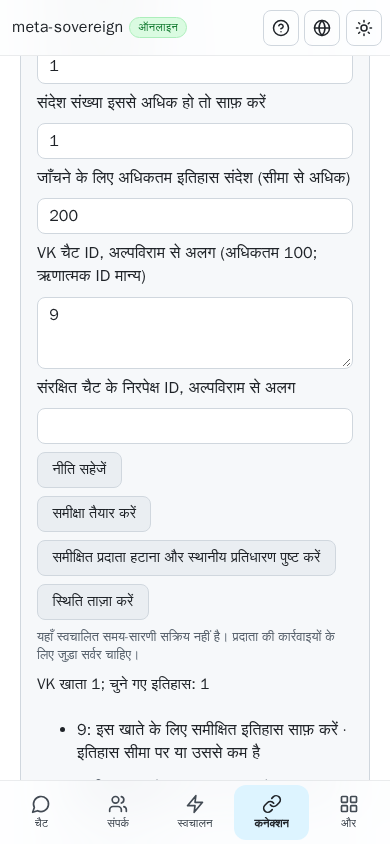 meta-sovereign ऑनलाइन
1
संदेश संख्या इससे अधिक हो तो साफ़ करें
1
जाँचने के लिए अधिकतम इतिहास संदेश (सीमा से अधिक)
200
VK चैट ID, अल्पविराम से अलग (अधिकतम 100;
ऋणात्मक ID मान्य)
9
संरक्षित चैट के निरपेक्ष ID, अल्पविराम से अलग
नीति सहेजें
समीक्षा तैयार करें
समीक्षित प्रदाता हटाना और स्थानीय प्रतिधारण पुष्ट करें
स्थिति ताज़ा करें
यहाँ स्वचालित समय-सारणी सक्रिय नहीं है। प्रदाता की कार्रवाइयों के
लिए जुड़ा सर्वर चाहिए।
VK खाता 1; चुने गए इतिहास: 1
• 9: इस खाते के लिए समीक्षित इतिहास साफ़ करें ·
इतिहास सीमा पर या उससे कम है
चैट संपर्क स्वचालन कनेक्शन और